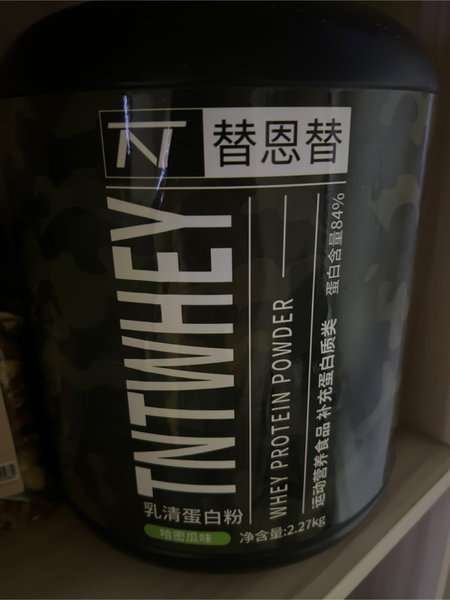 替恩替
TNTWHEY
WHEY PROTEIN POWDER
运动营养食品 补充蛋白质类 蛋白含量84%
乳清蛋白粉
哈密瓜味
净含量:2.27kg